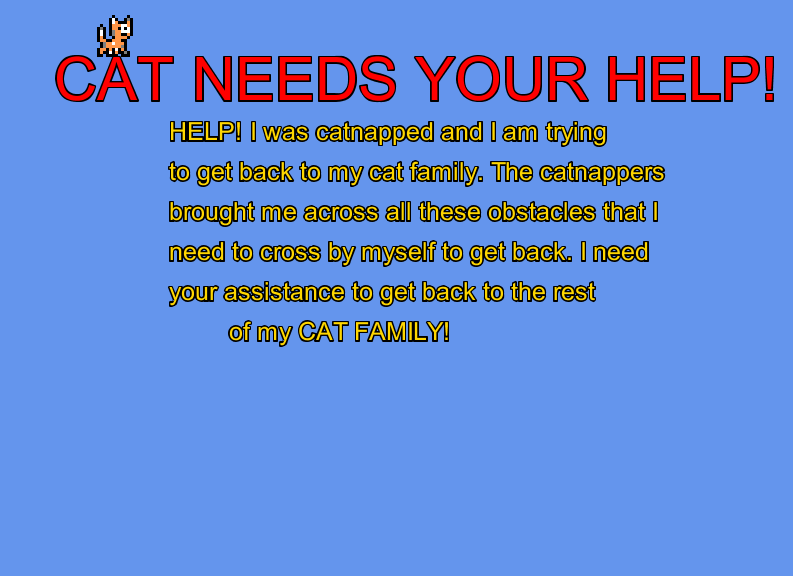 CAT NEEDS YOUR HELP!
HELP! I was catnapped and I am trying
to get back to my cat family. The catnappers
brought me across all these obstacles that I
need to cross by myself to get back. I need
your assistance to get back to the rest
of my CAT FAMILY!